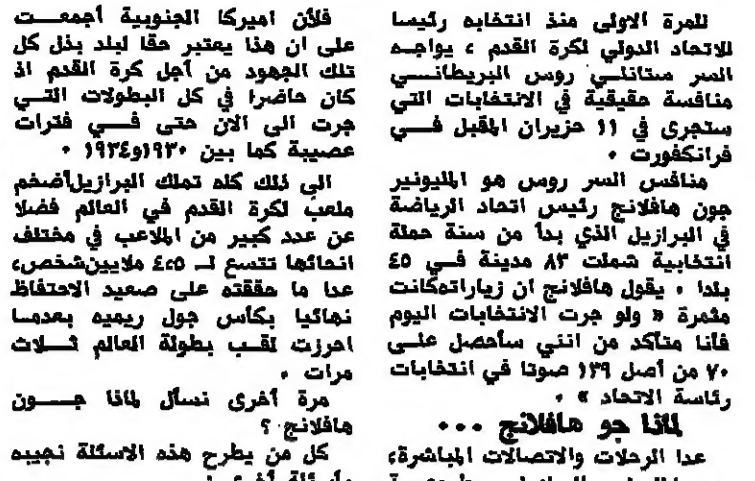 للمرة الاولى منذ انتخابه رئيسا
للاتحاد الدولي لكرة القدم ، يواجه
السر ستانلي روس البريطاني
منافسة حقيقية في الانتخابات التي
ستجرى في ١١ حزيران المقبل في
فرانكفورت .
منافس السر روس هو المليونير
جون هافلانج رئيس اتحاد الرياضة
في البرازيل الذي بدأ من سنة حملة
انتخابية شملت ٨٣ مدينة في ٤٥
بلدا . يقول هافلانج ان زياراته كانت
مثمرة « ولو جرت الانتخابات اليوم
فأنا متأكد من انني سأحصل على
٧٠ من أصل ١٣٩ صوتا في انتخابات
رئاسة الاتحاد » .
لماذا جو هافلانج ...
عدا الرحلات والاتصالات المباشرة،
فلأن اميركا الجنوبية أجمعت
على ان هذا يعتبر حقا لبلد بذل كل
تلك الجهود من أجل كرة القدم اذ
كان حاضرا في كل البطولات التي
جرت الى الان حتى في فترات
عصيبة كما بين ١٩٣٠و١٩٣٤ .
الى ذلك كله تملك البرازيل أضخم
ملعب لكرة القدم في العالم فضلا
عن عدد كبير من الملاعب في مختلف
انحائها تتسع لـ ٤،٥ ملايين شخص،
عدا ما حققته على صعيد الاحتفاظ
نهائيا بكأس جول ريميه بعدما
احرزت لقب بطولة العالم ثلاث
مرات .
مرة أخرى نسأل لماذا جون
هافلانج ؟
كل من يطرح هذه الاسئلة نجيبه